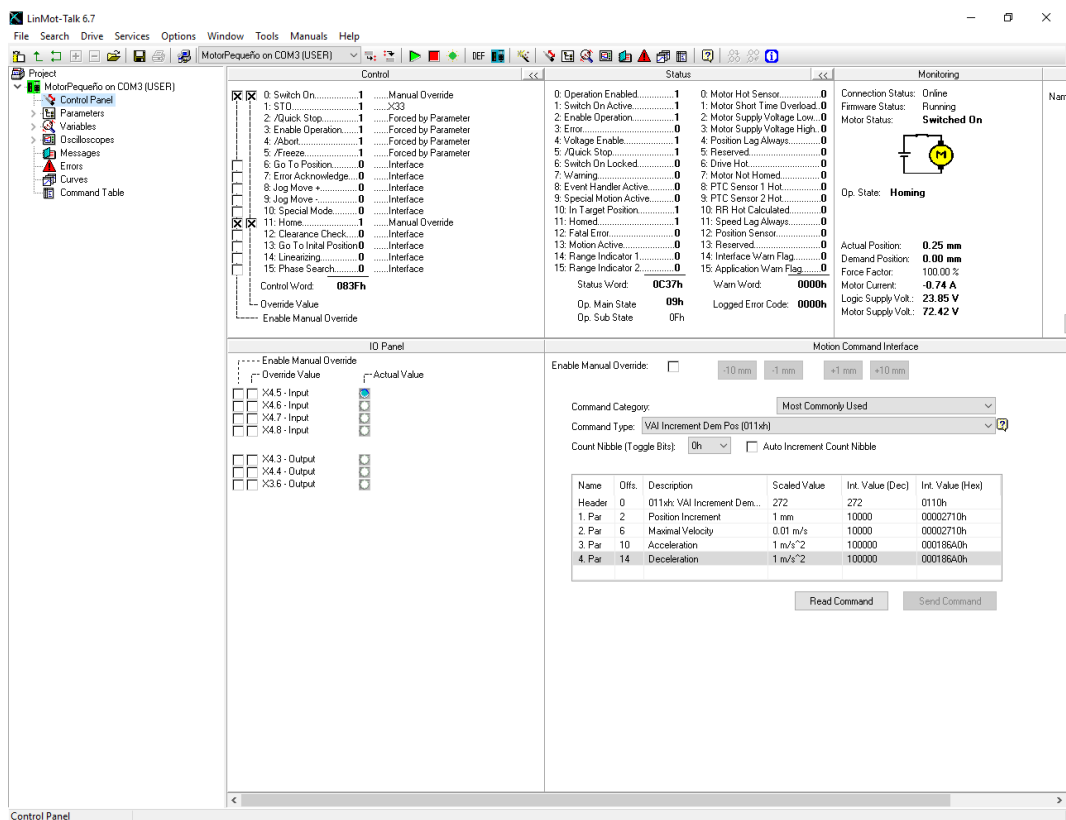 LinMot-Talk 6.7
File Search Drive Services Options Window Tools Manuals Help
MotorPequeño on COM3 (USER)
DEF
Project
MotorPequeño on COM3 (USER)
Control Panel
Parameters
Variables
Oscilloscopes
Messages
Errors
Curves
Command Table
Control <<
0: Switch On..................1 ......Manual Override
1: STO..........................1 ......X33
2: /Quick Stop................1 ......Forced by Parameter
3: Enable Operation......1 ......Forced by Parameter
4: /Abort.......................1 ......Forced by Parameter
5: /Freeze.....................1 ......Forced by Parameter
6: Go To Position...........0 ......Interface
7: Error Acknowledge....0 ......Interface
8: Jog Move +...............0 ......Interface
9: Jog Move -................0 ......Interface
10: Special Mode..........0 ......Interface
11: Home.....................1 ......Manual Override
12: Clearance Check.....0 ......Interface
13: Go To Inital Position 0 ......Interface
14: Linearizing...............0 ......Interface
15: Phase Search..........0 ......Interface
Control Word: 083Fh
Override Value
Enable Manual Override
Status <<
0: Operation Enabled.............1
1: Switch On Active...............1
2: Enable Operation...............1
3: Error.................................0
4: Voltage Enable..................1
5: /Quick Stop.......................1
6: Switch On Locked..............0
7: Warning............................0
8: Event Handler Active..........0
9: Special Motion Active.........0
10: In Target Position.............1
11: Homed............................1
12: Fatal Error.......................0
13: Motion Active...................0
14: Range Indicator 1............0
15: Range Indicator 2............0
Status Word: 0C37h
Op. Main State 09h
Op. Sub State 0Fh
0: Motor Hot Sensor...............0
1: Motor Short Time Overload..0
2: Motor Supply Voltage Low...0
3: Motor Supply Voltage High..0
4: Position Lag Always............0
5: Reserved..........................0
6: Drive Hot..........................0
7: Motor Not Homed..............0
8: PTC Sensor 1 Hot..............0
9: PTC Sensor 2 Hot..............0
10: RR Hot Calculated...........0
11: Speed Lag Always...........0
12: Position Sensor................0
13: Reserved........................0
14: Interface Warn Flag.........0
15: Application Warn Flag......0
Warn Word: 0000h
Logged Error Code: 0000h
Monitoring
Connection Status: Online
Firmware Status: Running
Motor Status: Switched On
M
Op. State: Homing
Actual Position: 0.25 mm
Demand Position: 0.00 mm
Force Factor: 100.00 %
Motor Current: -0.74 A
Logic Supply Volt.: 23.85 V
Motor Supply Volt.: 72.42 V
Nam
IO Panel
Enable Manual Override
Override Value Actual Value
X4.5 - Input
X4.6 - Input
X4.7 - Input
X4.8 - Input
X4.3 - Output
X4.4 - Output
X3.6 - Output
Motion Command Interface
Enable Manual Override: -10 mm -1 mm +1 mm +10 mm
Command Category: Most Commonly Used
Command Type: VAI Increment Dem Pos (011xh)
Count Nibble (Toggle Bits): 0h Auto Increment Count Nibble
Name Offs. Description Scaled Value Int. Value (Dec) Int. Value (Hex)
Header 0 011xh: VAI Increment Dem... 272 272 0110h
1. Par 2 Position Increment 1 mm 10000 00002710h
2. Par 6 Maximal Velocity 0.01 m/s 10000 00002710h
3. Par 10 Acceleration 1 m/s^2 100000 000186A0h
4. Par 14 Deceleration 1 m/s^2 100000 000186A0h
Read Command Send Command
Control Panel